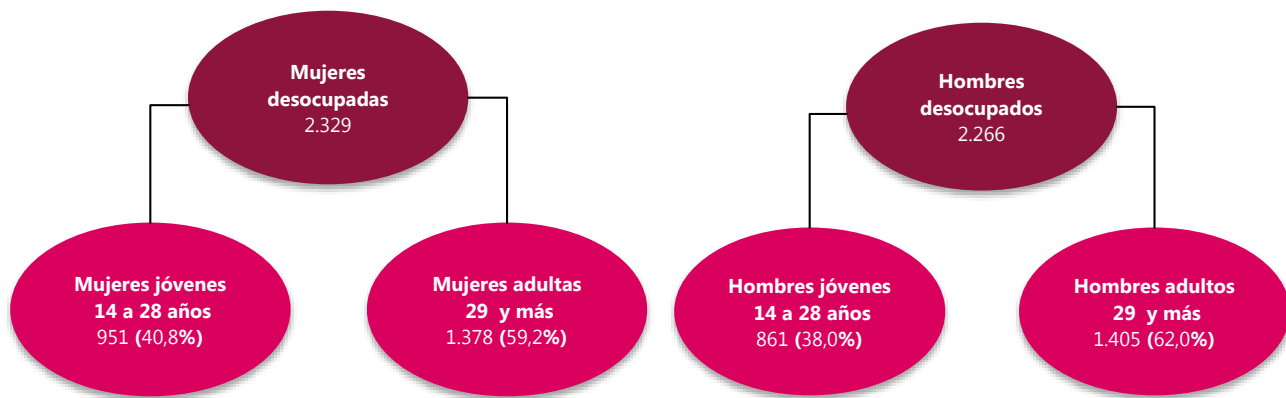 Mujeres
desocupadas
2.329
Hombres
desocupados
2.266
Mujeres jóvenes
14 a 28 años
951 (40,8%)
Mujeres adultas
29 y más
1.378 (59,2%)
Hombres jóvenes
14 a 28 años
861 (38,0%)
Hombres adultos
29 y más
1.405 (62,0%)